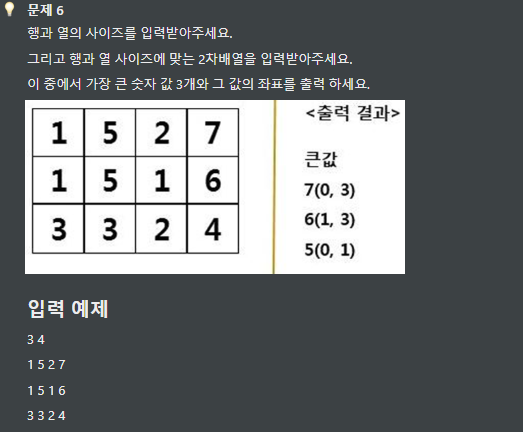 문제 6
행과 열의 사이즈를 입력받아주세요.
그리고 행과 열 사이즈에 맞는 2차배열을 입력받아주세요.
이 중에서 가장 큰 숫자 값 3개와 그 값의 좌표를 출력 하세요.
1 5 2 7
1 5 1 6
3 3 2 4
<출력 결과>
큰값
7(0, 3)
6(1, 3)
5(0, 1)
입력 예제
3 4
1 5 2 7
1 5 1 6
3 3 2 4